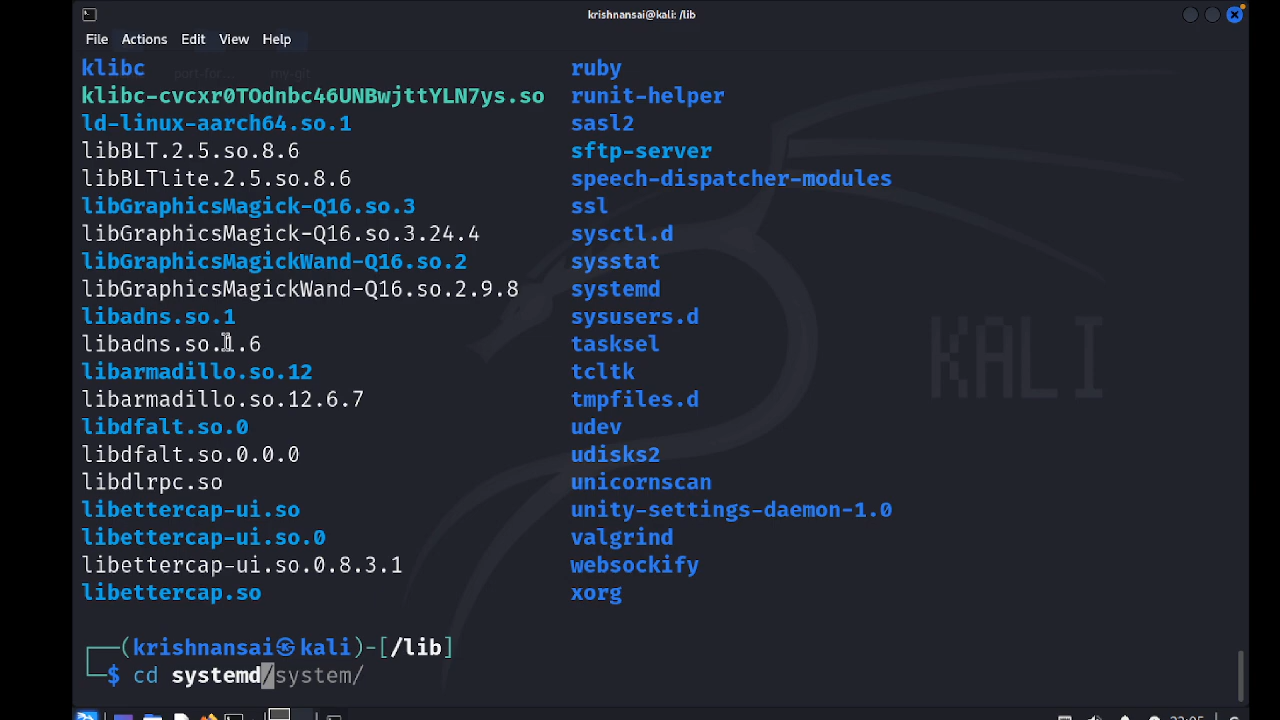 krishnansai@kali: /lib
File Actions Edit View Help
klibc ruby
klibc-cvcxr0TOdnbc46UNBwjttYLN7ys.so runit-helper
ld-linux-aarch64.so.1 sasl2
libBLT.2.5.so.8.6 sftp-server
libBLTlite.2.5.so.8.6 speech-dispatcher-modules
libGraphicsMagick-Q16.so.3 ssl
libGraphicsMagick-Q16.so.3.24.4 sysctl.d
libGraphicsMagickWand-Q16.so.2 sysstat
libGraphicsMagickWand-Q16.so.2.9.8 systemd
libadns.so.1 sysusers.d
libadns.so.1.6 tasksel
libarmadillo.so.12 tcltk
libarmadillo.so.12.6.7 tmpfiles.d
libdfalt.so.0 udev
libdfalt.so.0.0.0 udisks2
libdlrpc.so unicornscan
libettercap-ui.so unity-settings-daemon-1.0
libettercap-ui.so.0 valgrind
libettercap-ui.so.0.8.3.1 websockify
libettercap.so xorg
KALI
┌──(krishnansai㉿kali)-[/lib]
└─$ cd systemd/system/